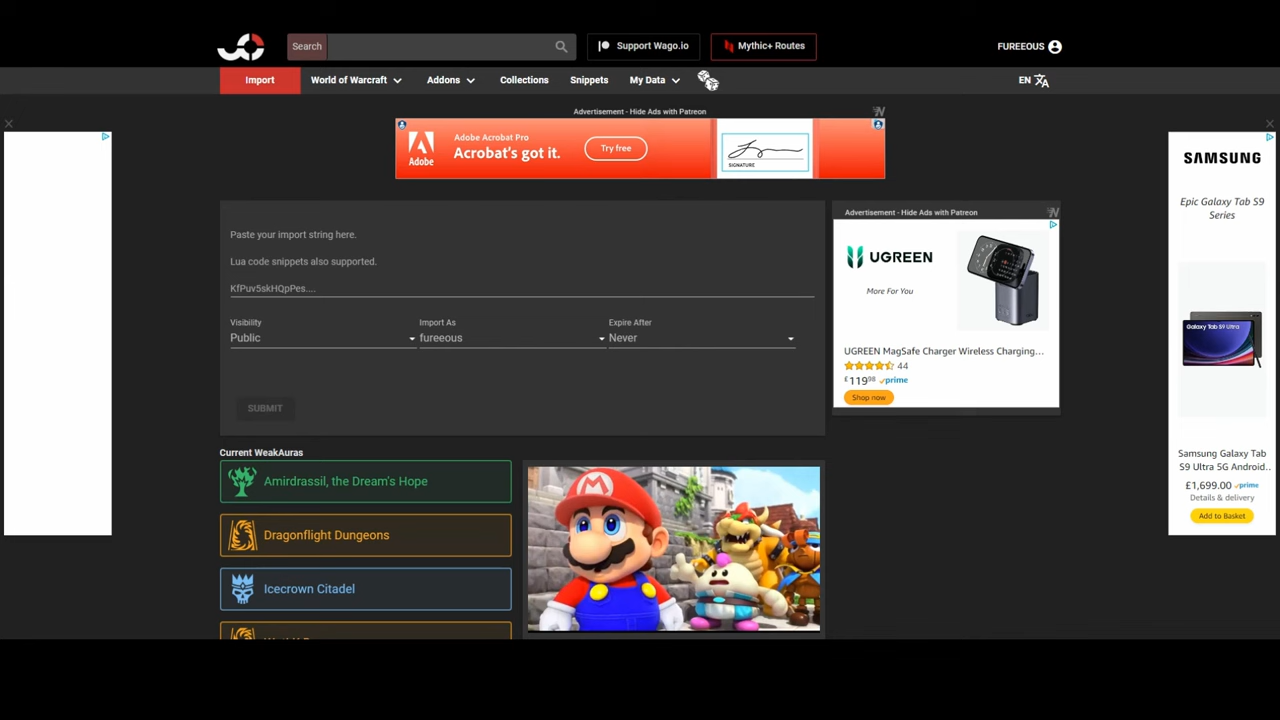 Search
Support Wago.io
Mythic+ Routes
FUREEOUS
Import
World of Warcraft
Addons
Collections
Snippets
My Data
EN
Advertisement - Hide Ads with Patreon
Adobe
Adobe Acrobat Pro
Acrobat's got it.
Try free
SIGNATURE
Paste your import string here.
Lua code snippets also supported.
KfPuv5skHQpPes....
Visibility
Public
Import As
fureeous
Expire After
Never
SUBMIT
Advertisement - Hide Ads with Patreon
UGREEN
More For You
UGREEN MagSafe Charger Wireless Charging...
44
£11998 prime
Shop now
SAMSUNG
Epic Galaxy Tab S9
Series
Galaxy Tab S9 Ultra
Samsung Galaxy Tab
S9 Ultra 5G Android...
£1,699.00 prime
Details & delivery
Add to Basket
Current WeakAuras
Amirdrassil, the Dream's Hope
Dragonflight Dungeons
Icecrown Citadel